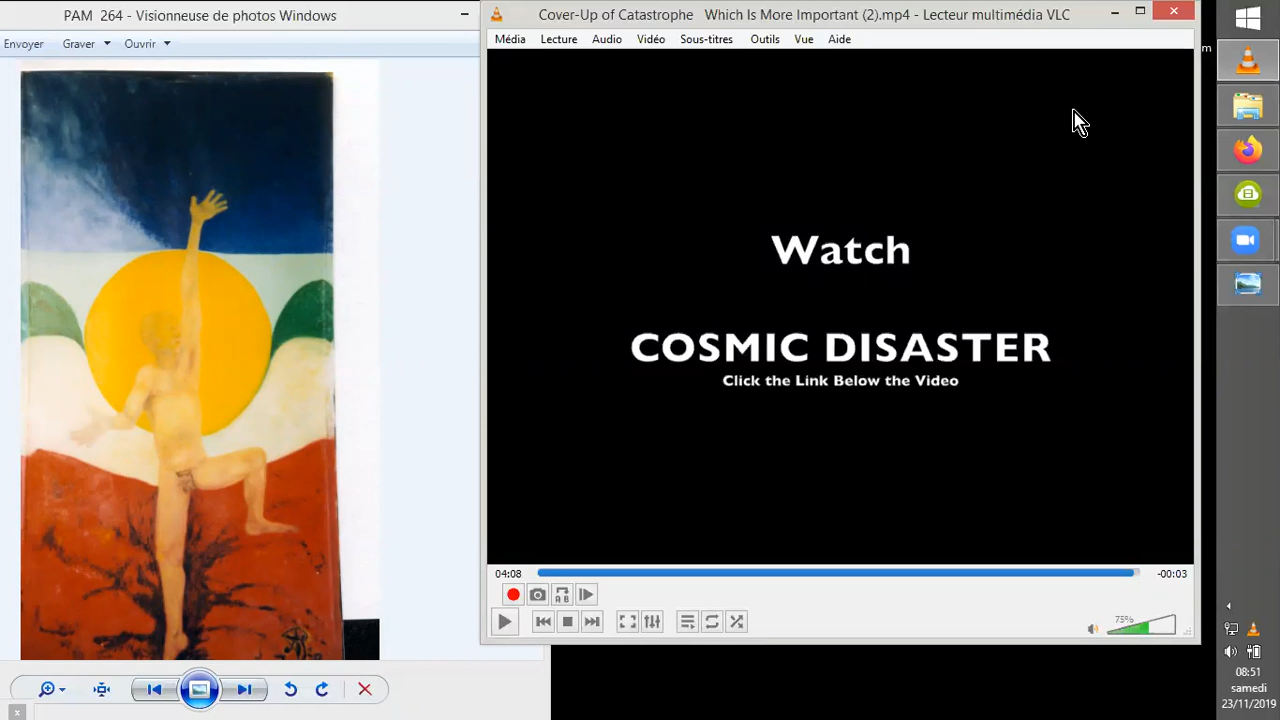 PAM 264 - Visionneuse de photos Windows
Envoyer Graver Ouvrir
Cover-Up of Catastrophe Which Is More Important (2).mp4 - Lecteur multimédia VLC
Média Lecture Audio Vidéo Sous-titres Outils Vue Aide
m
Watch
COSMIC DISASTER
Click the Link Below the Video
04:08 -00:03
75%
08:51
samedi
23/11/2019